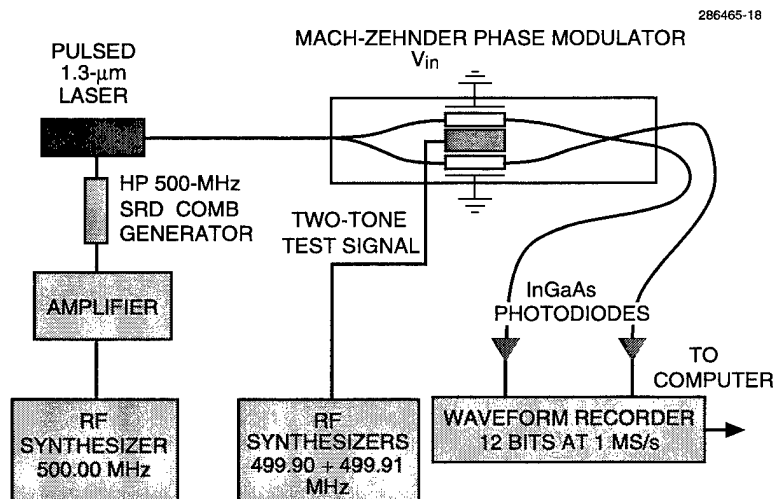 286465-18
MACH-ZEHNDER PHASE MODULATOR
Vin
PULSED
1.3-μm
LASER
HP 500-MHz
SRD COMB
GENERATOR
TWO-TONE
TEST SIGNAL
AMPLIFIER
InGaAs
PHOTODIODES
TO
COMPUTER
RF
SYNTHESIZER
500.00 MHz
RF
SYNTHESIZERS
499.90 + 499.91
MHz
WAVEFORM RECORDER
12 BITS AT 1 MS/s